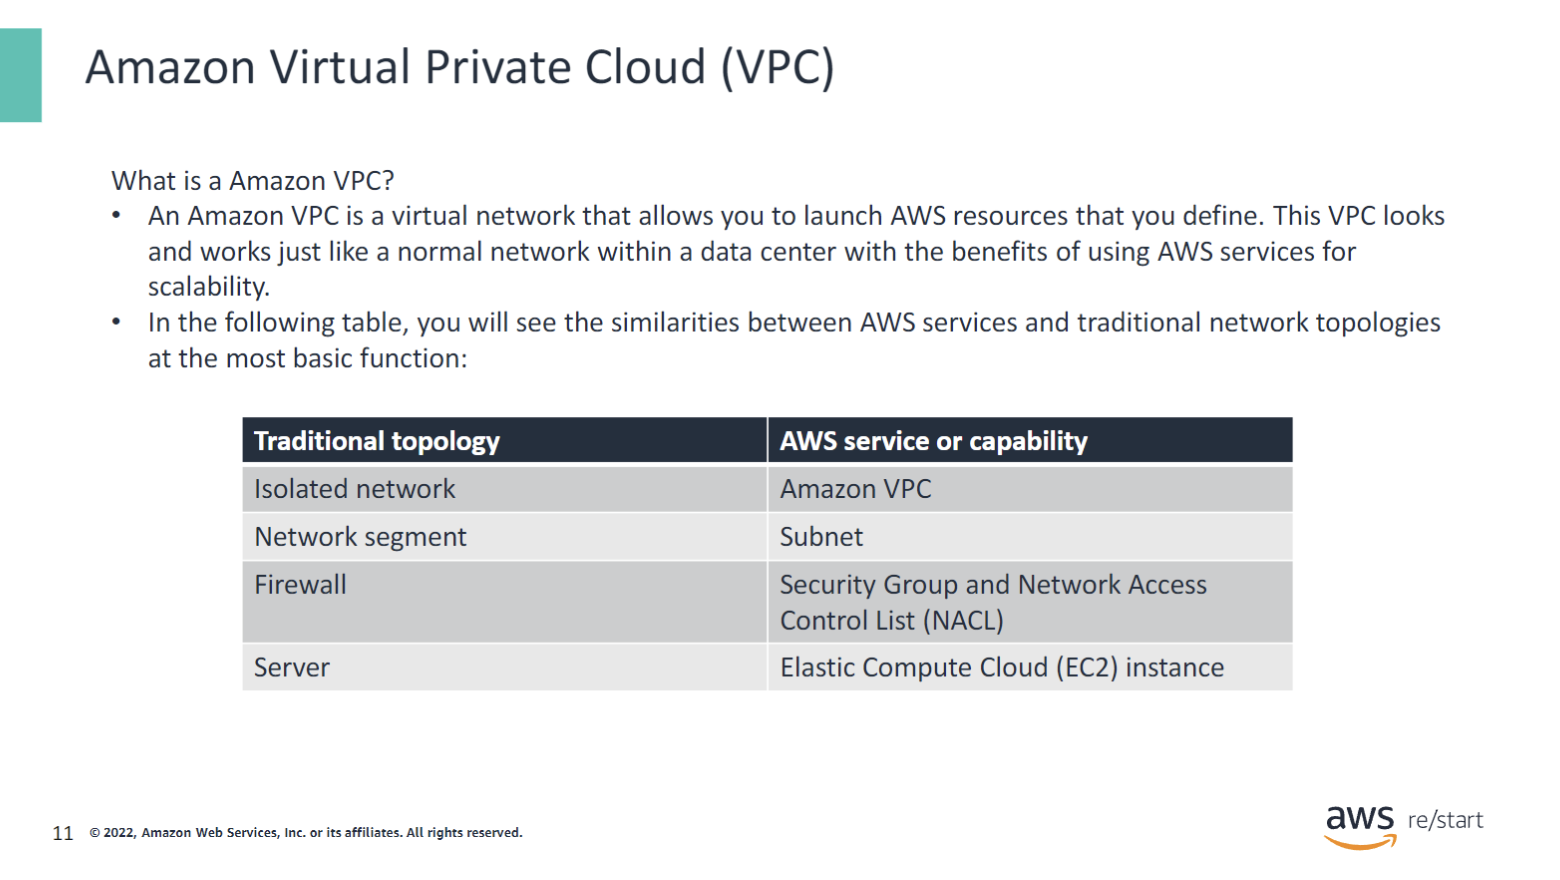 Amazon Virtual Private Cloud (VPC)
What is a Amazon VPC?
• An Amazon VPC is a virtual network that allows you to launch AWS resources that you define. This VPC looks
and works just like a normal network within a data center with the benefits of using AWS services for
scalability.
• In the following table, you will see the similarities between AWS services and traditional network topologies
at the most basic function:
Traditional topology
AWS service or capability
Isolated network
Amazon VPC
Network segment
Subnet
Firewall
Security Group and Network Access
Control List (NACL)
Server
Elastic Compute Cloud (EC2) instance
11
© 2022, Amazon Web Services, Inc. or its affiliates. All rights reserved.
aws re/start